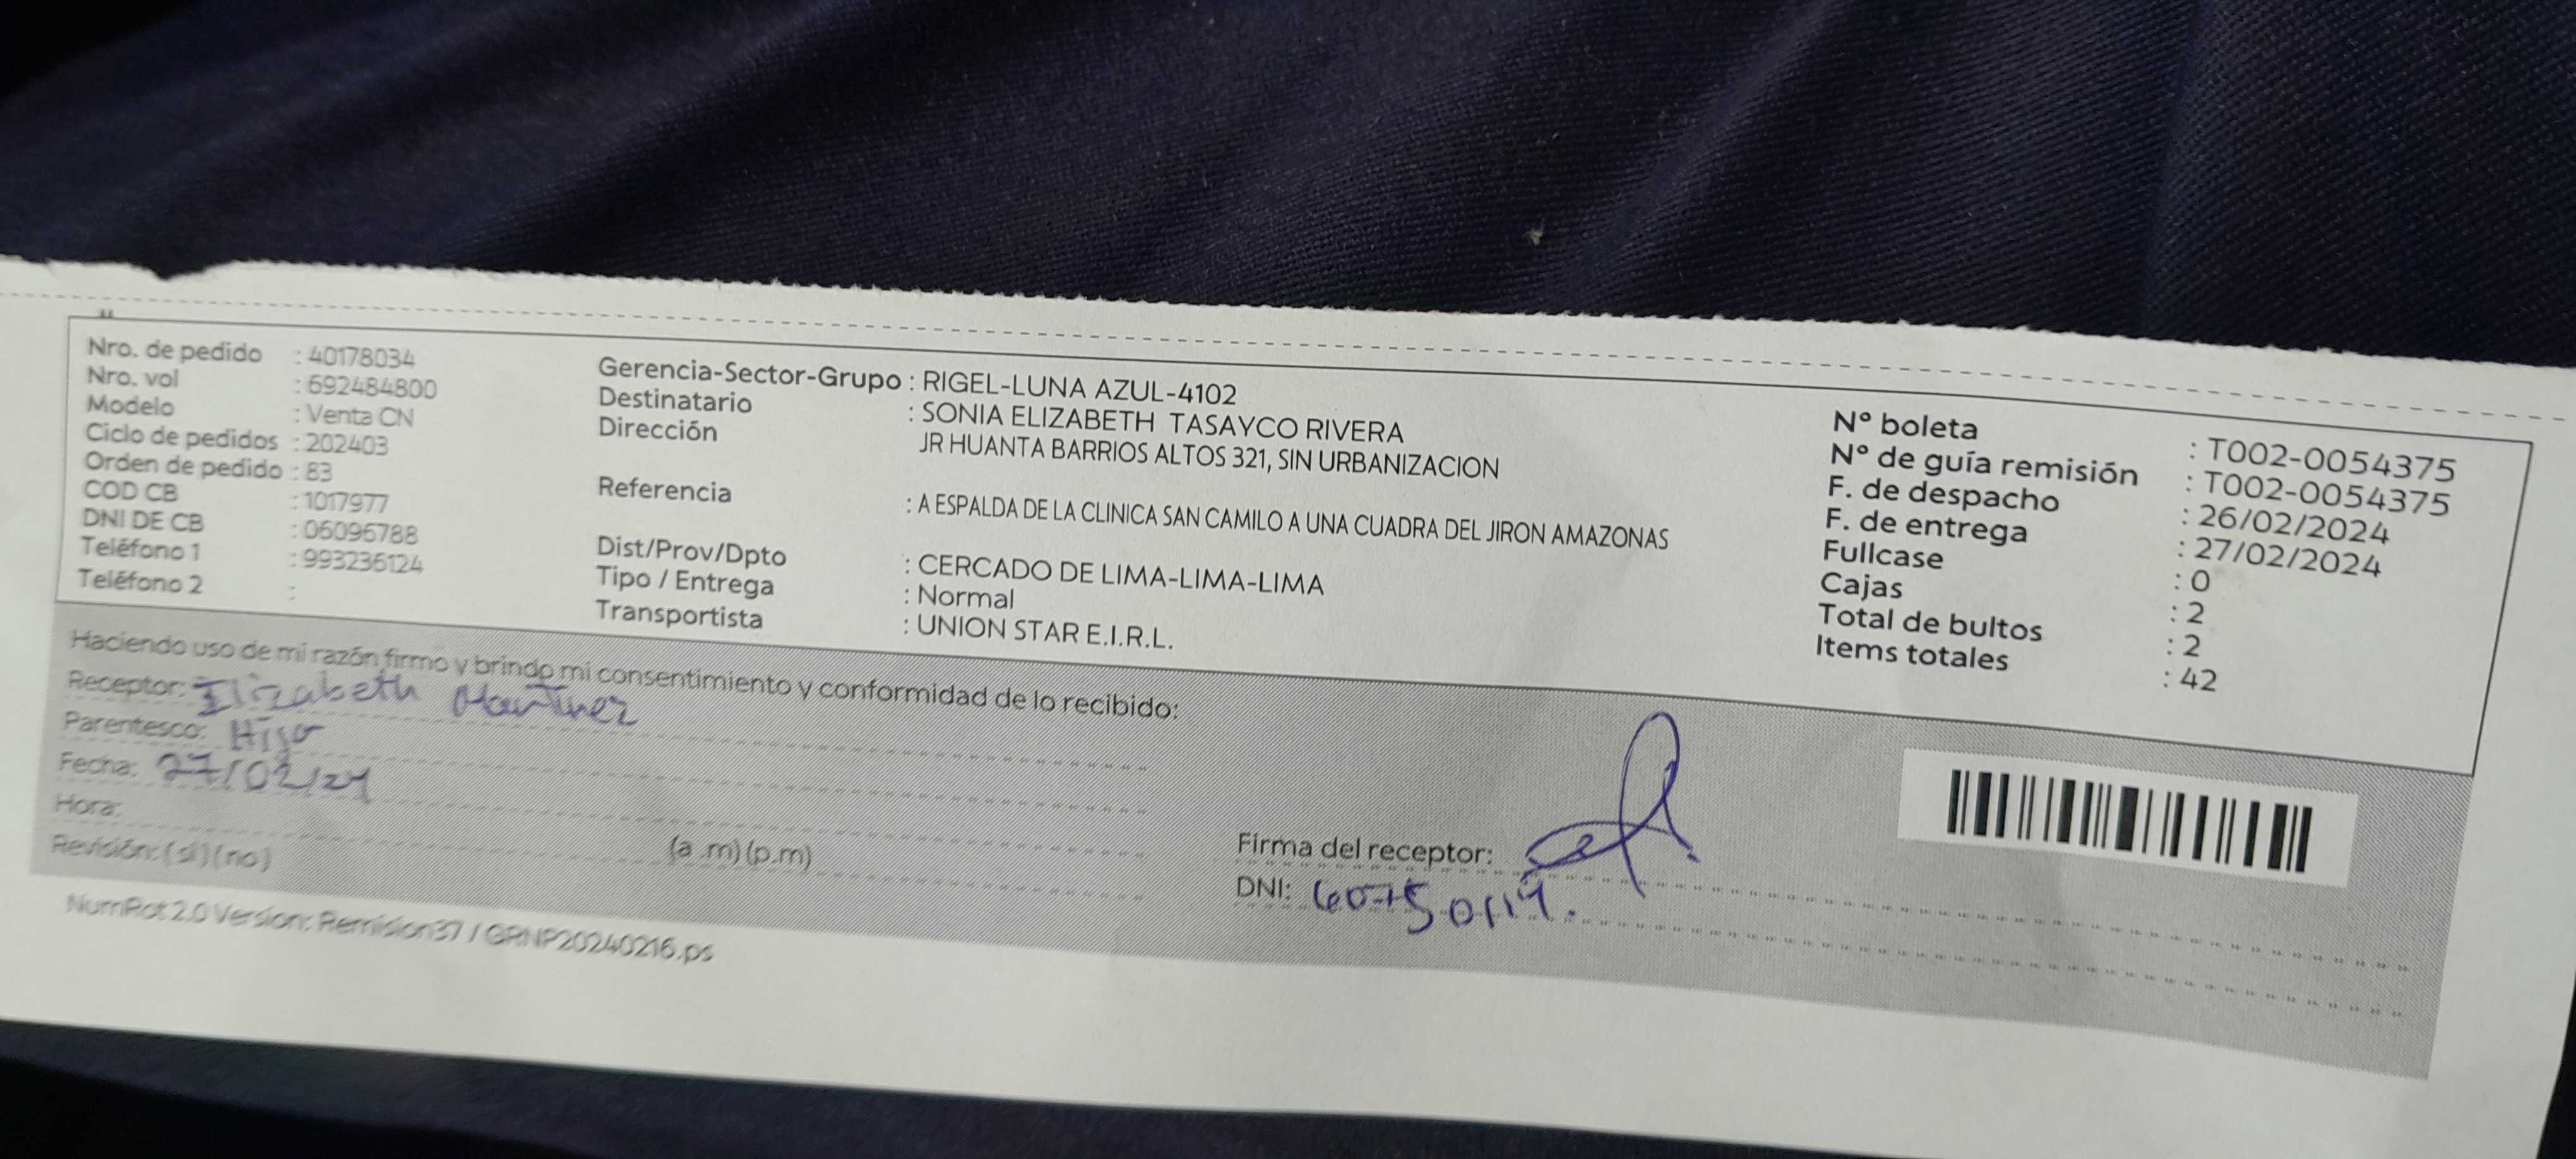 Nro. de pedido : 40178034
Nro. vol : 692484800
Modelo : Venta CN
Ciclo de pedidos : 202403
Orden de pedido : 83
COD CB : 1017977
DNI DE CB : 06096788
Teléfono 1 : 993236124
Teléfono 2 :
Gerencia-Sector-Grupo : RIGEL-LUNA AZUL-4102
Destinatario : SONIA ELIZABETH TASAYCO RIVERA
Dirección JR HUANTA BARRIOS ALTOS 321, SIN URBANIZACION
Referencia : A ESPALDA DE LA CLINICA SAN CAMILO A UNA CUADRA DEL JIRON AMAZONAS
Dist/Prov/Dpto : CERCADO DE LIMA-LIMA-LIMA
Tipo / Entrega : Normal
Transportista : UNION STAR E.I.R.L.
Nº boleta : T002-0054375
Nº de guía remisión : T002-0054375
F. de despacho : 26/02/2024
F. de entrega : 27/02/2024
Fullcase : 0
Cajas : 2
Total de bultos : 2
Items totales : 42
Haciendo uso de mi razón firmo y brindo mi consentimiento y conformidad de lo recibido:
Receptor: Elizabeth Martinez
Parentesco:
Fecha: 27/02/24
Hora: (a .m) (p.m)
Revisión: ( si ) ( no )
Firma del receptor:
DNI:
NumRot 2.0 Version: Remision37 / GRNP20240216.ps